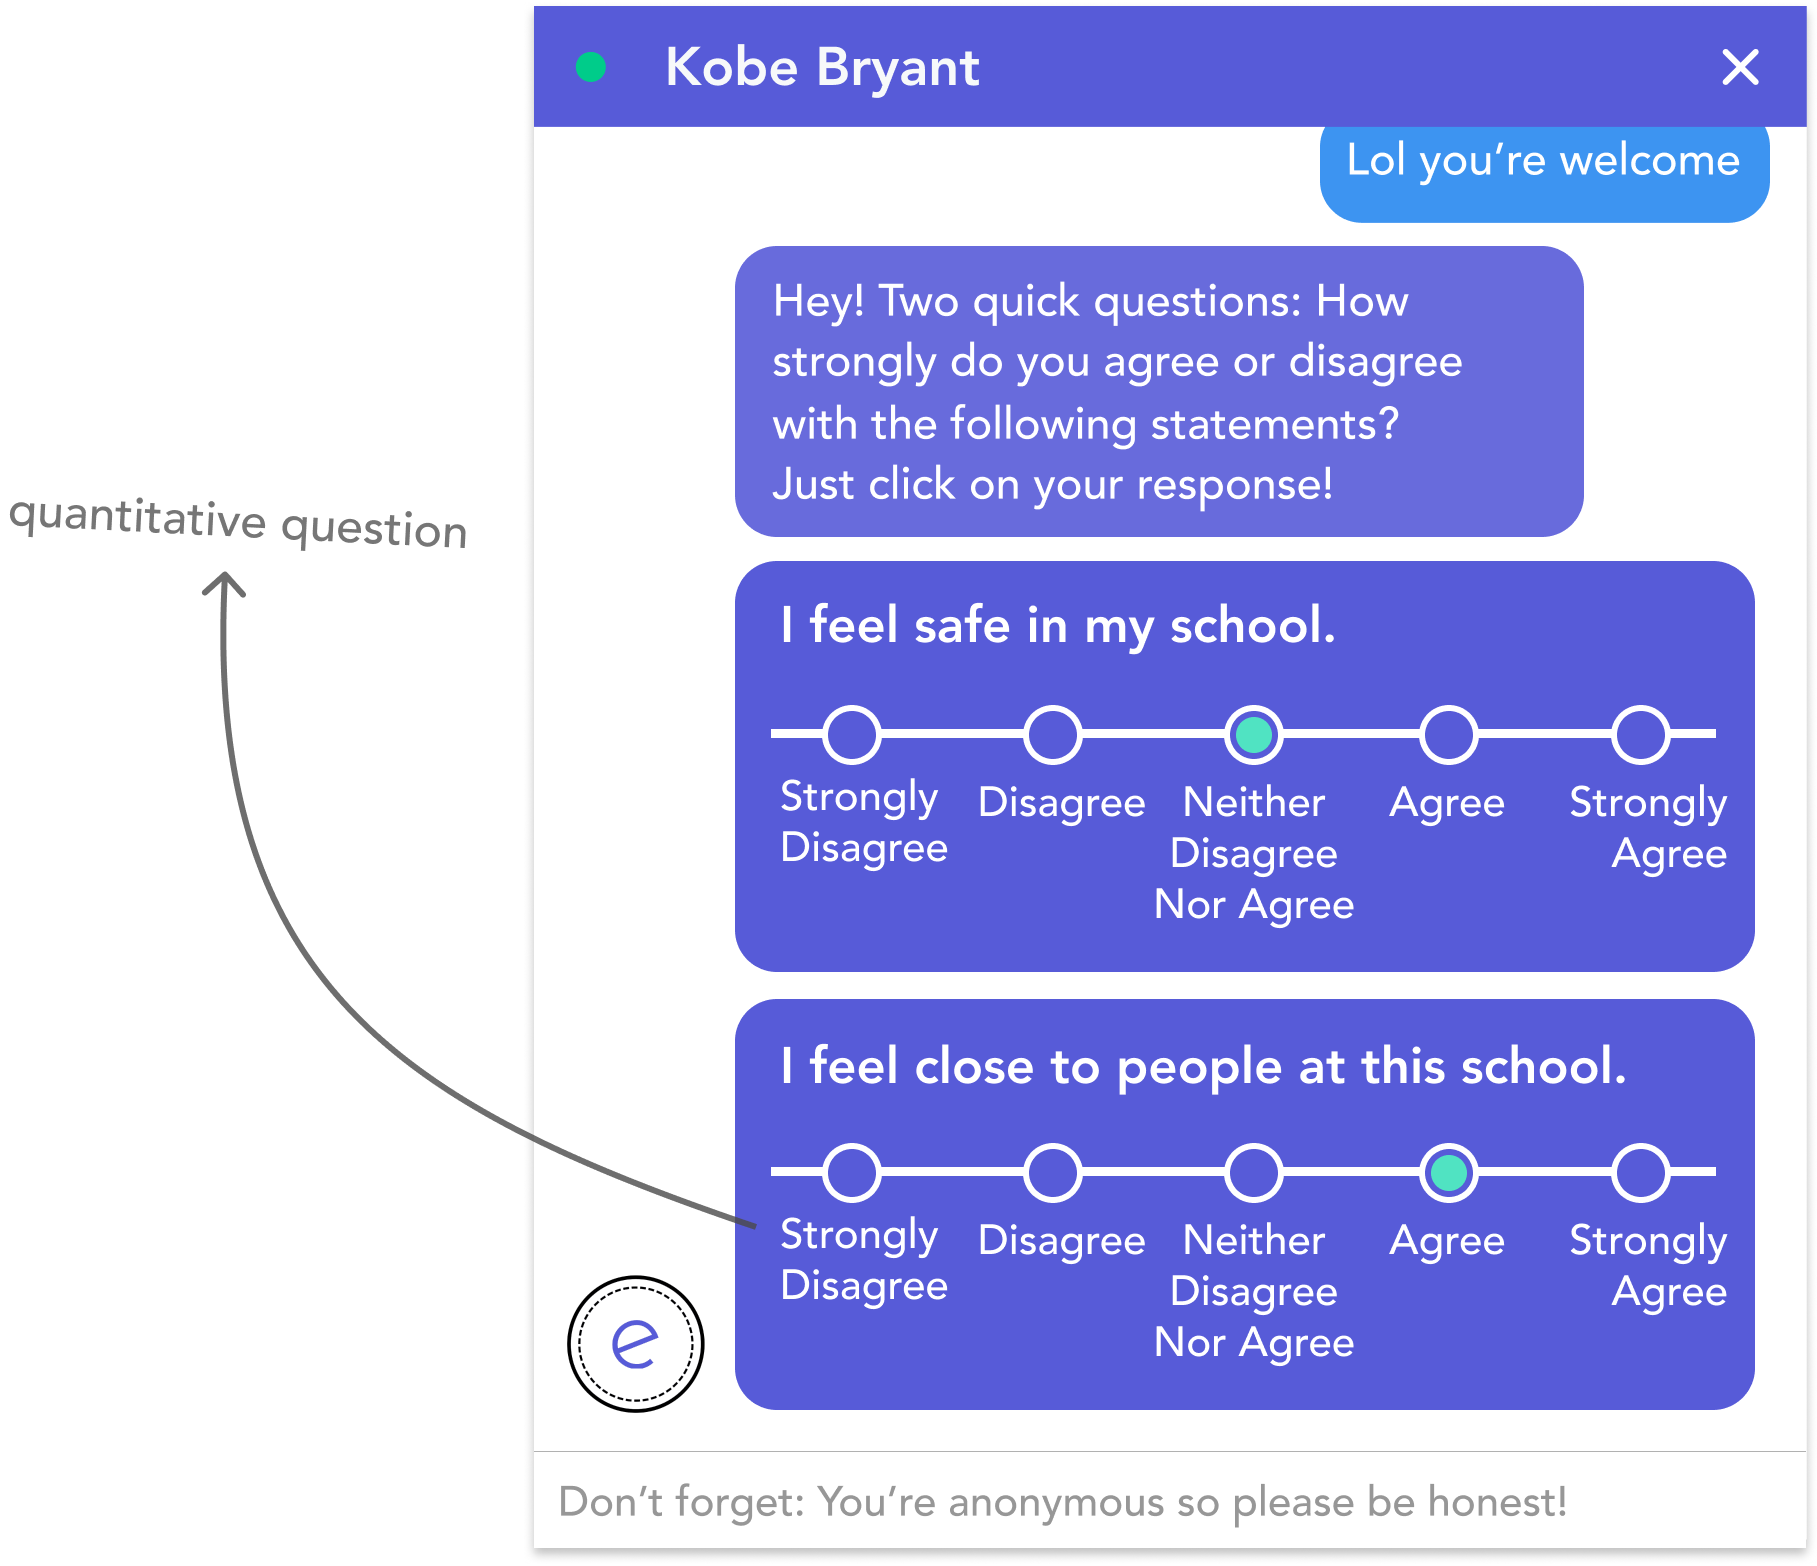 Kobe Bryant
Lol you’re welcome
Hey! Two quick questions: How
strongly do you agree or disagree
with the following statements?
Just click on your response!
quantitative question
I feel safe in my school.
Strongly
Disagree
Disagree
Neither
Disagree
Nor Agree
Agree
Strongly
Agree
I feel close to people at this school.
Strongly
Disagree
Disagree
Neither
Disagree
Nor Agree
Agree
Strongly
Agree
e
Don’t forget: You’re anonymous so please be honest!